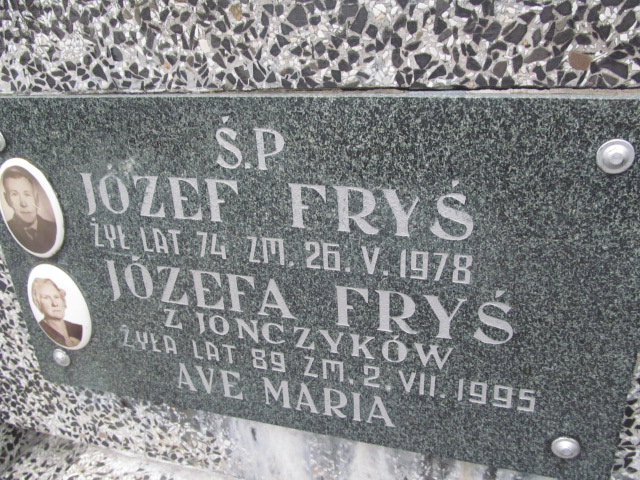 Ś.P
JÓZEF FRYŚ
ŻYŁ LAT 74 ZM. 26.V.1978
JÓZEFA FRYŚ
Z JONCZYKÓW
ŻYŁA LAT 89 ZM. 2.VII.1995
AVE MARIA